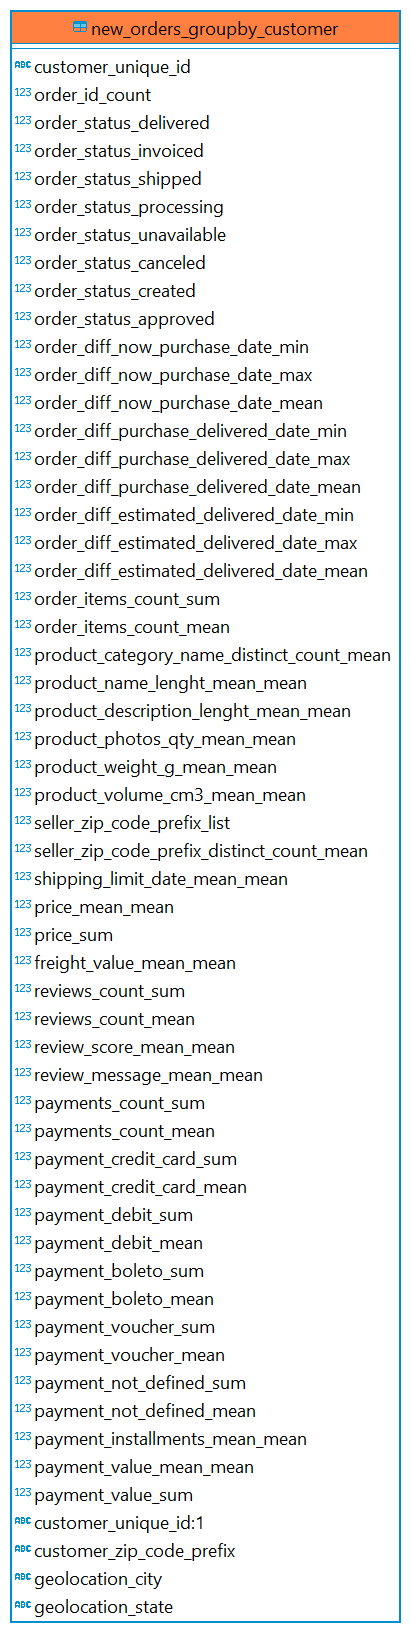 new_orders_groupby_customer
ABC customer_unique_id
123 order_id_count
123 order_status_delivered
123 order_status_invoiced
123 order_status_shipped
123 order_status_processing
123 order_status_unavailable
123 order_status_canceled
123 order_status_created
123 order_status_approved
123 order_diff_now_purchase_date_min
123 order_diff_now_purchase_date_max
123 order_diff_now_purchase_date_mean
123 order_diff_purchase_delivered_date_min
123 order_diff_purchase_delivered_date_max
123 order_diff_purchase_delivered_date_mean
123 order_diff_estimated_delivered_date_min
123 order_diff_estimated_delivered_date_max
123 order_diff_estimated_delivered_date_mean
123 order_items_count_sum
123 order_items_count_mean
123 product_category_name_distinct_count_mean
123 product_name_lenght_mean_mean
123 product_description_lenght_mean_mean
123 product_photos_qty_mean_mean
123 product_weight_g_mean_mean
123 product_volume_cm3_mean_mean
123 seller_zip_code_prefix_list
123 seller_zip_code_prefix_distinct_count_mean
123 shipping_limit_date_mean_mean
123 price_mean_mean
123 price_sum
123 freight_value_mean_mean
123 reviews_count_sum
123 reviews_count_mean
123 review_score_mean_mean
123 review_message_mean_mean
123 payments_count_sum
123 payments_count_mean
123 payment_credit_card_sum
123 payment_credit_card_mean
123 payment_debit_sum
123 payment_debit_mean
123 payment_boleto_sum
123 payment_boleto_mean
123 payment_voucher_sum
123 payment_voucher_mean
123 payment_not_defined_sum
123 payment_not_defined_mean
123 payment_installments_mean_mean
123 payment_value_mean_mean
123 payment_value_sum
ABC customer_unique_id:1
ABC customer_zip_code_prefix
ABC geolocation_city
ABC geolocation_state